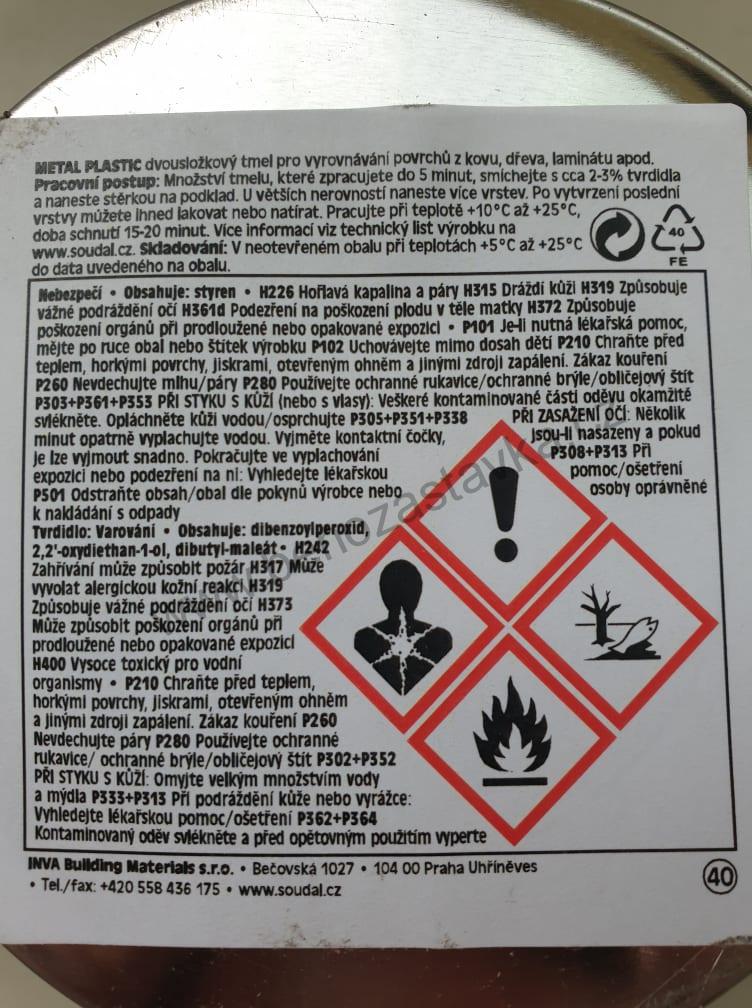 METAL PLASTIC dvousložkový tmel pro vyrovnávání povrchů z kovu, dřeva, laminátu apod.
Pracovní postup: Množství tmelu, které zpracujete do 5 minut, smíchejte s cca 2-3% tvrdidla
a naneste stěrkou na podklad. U větších nerovností naneste více vrstev. Po vytvrzení poslední
vrstvy můžete ihned lakovat nebo natírat. Pracujte při teplotě +10°C až +25°C,
doba schnutí 15-20 minut. Více informací viz technický list výrobku na
www.soudal.cz. Skladování: V neotevřeném obalu při teplotách +5°C až +25°C
do data uvedeného na obalu.
40
FE
Nebezpečí • Obsahuje: styren • H226 Hořlavá kapalina a páry H315 Dráždí kůži H319 Způsobuje
vážné podráždění očí H361d Podezření na poškození plodu v těle matky H372 Způsobuje
poškození orgánů při prodloužené nebo opakované expozici • P101 Je-li nutná lékařská pomoc,
mějte po ruce obal nebo štítek výrobku P102 Uchovávejte mimo dosah dětí P210 Chraňte před
teplem, horkými povrchy, jiskrami, otevřeným ohněm a jinými zdroji zapálení. Zákaz kouření
P260 Nevdechujte mlhu/páry P280 Používejte ochranné rukavice/ochranné brýle/obličejový štít
P303+P361+P353 PŘI STYKU S KŮŽÍ (nebo s vlasy): Veškeré kontaminované části oděvu okamžitě
svlékněte. Opláchněte kůži vodou/osprchujte P305+P351+P338 PŘI ZASAŽENÍ OČÍ: Několik
minut opatrně vyplachujte vodou. Vyjměte kontaktní čočky, jsou-li nasazeny a pokud
je lze vyjmout snadno. Pokračujte ve vyplachování P308+P313 Při
expozici nebo podezření na ni: Vyhledejte lékařskou pomoc/ošetření
P501 Odstraňte obsah/obal dle pokynů výrobce nebo osoby oprávněné
k nakládání s odpady
Tvrdidlo: Varování • Obsahuje: dibenzoylperoxid,
2,2'-oxydiethan-1-ol, dibutyl-maleát • H242
Zahřívání může způsobit požár H317 Může
vyvolat alergickou kožní reakci H319
Způsobuje vážné podráždění očí H373
Může způsobit poškození orgánů při
prodloužené nebo opakované expozici
H400 Vysoce toxický pro vodní
organismy • P210 Chraňte před teplem,
horkými povrchy, jiskrami, otevřeným ohněm
a jinými zdroji zapálení. Zákaz kouření P260
Nevdechujte páry P280 Používejte ochranné
rukavice/ ochranné brýle/obličejový štít P302+P352
PŘI STYKU S KŮŽÍ: Omyjte velkým množstvím vody
a mýdla P333+P313 Při podráždění kůže nebo vyrážce:
Vyhledejte lékařskou pomoc/ošetření P362+P364
Kontaminovaný oděv svlékněte a před opětovným použitím vyperte
INVA Building Materials s.r.o. • Bečovská 1027 • 104 00 Praha Uhříněves
• Tel./fax: +420 558 436 175 • www.soudal.cz
40